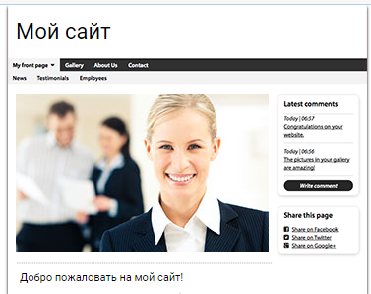 Мой сайт
My front page Gallery About Us Contact
News Testimonials Empbyees
Latest comments
Today | 06:57
Congratulations on your
website.
Today | 06:56
The pictures in your galery
are amazing!
Write comment
Share this page
Share on Facebook
Share on Twitter
Share on Google+
Добро пожалсвать на мой сайт!